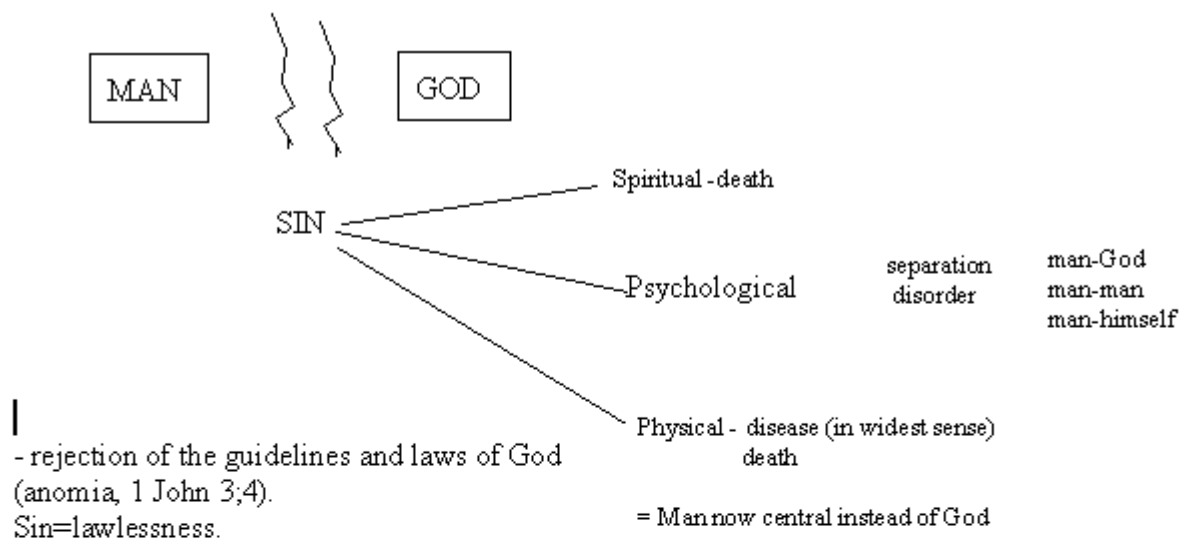 MAN
GOD
SIN
Spiritual - death
Psychological
separation
disorder
man-God
man-man
man-himself
Physical - disease (in widest sense)
death
= Man now central instead of God
- rejection of the guidelines and laws of God
(anomia, 1 John 3;4).
Sin=lawlessness.